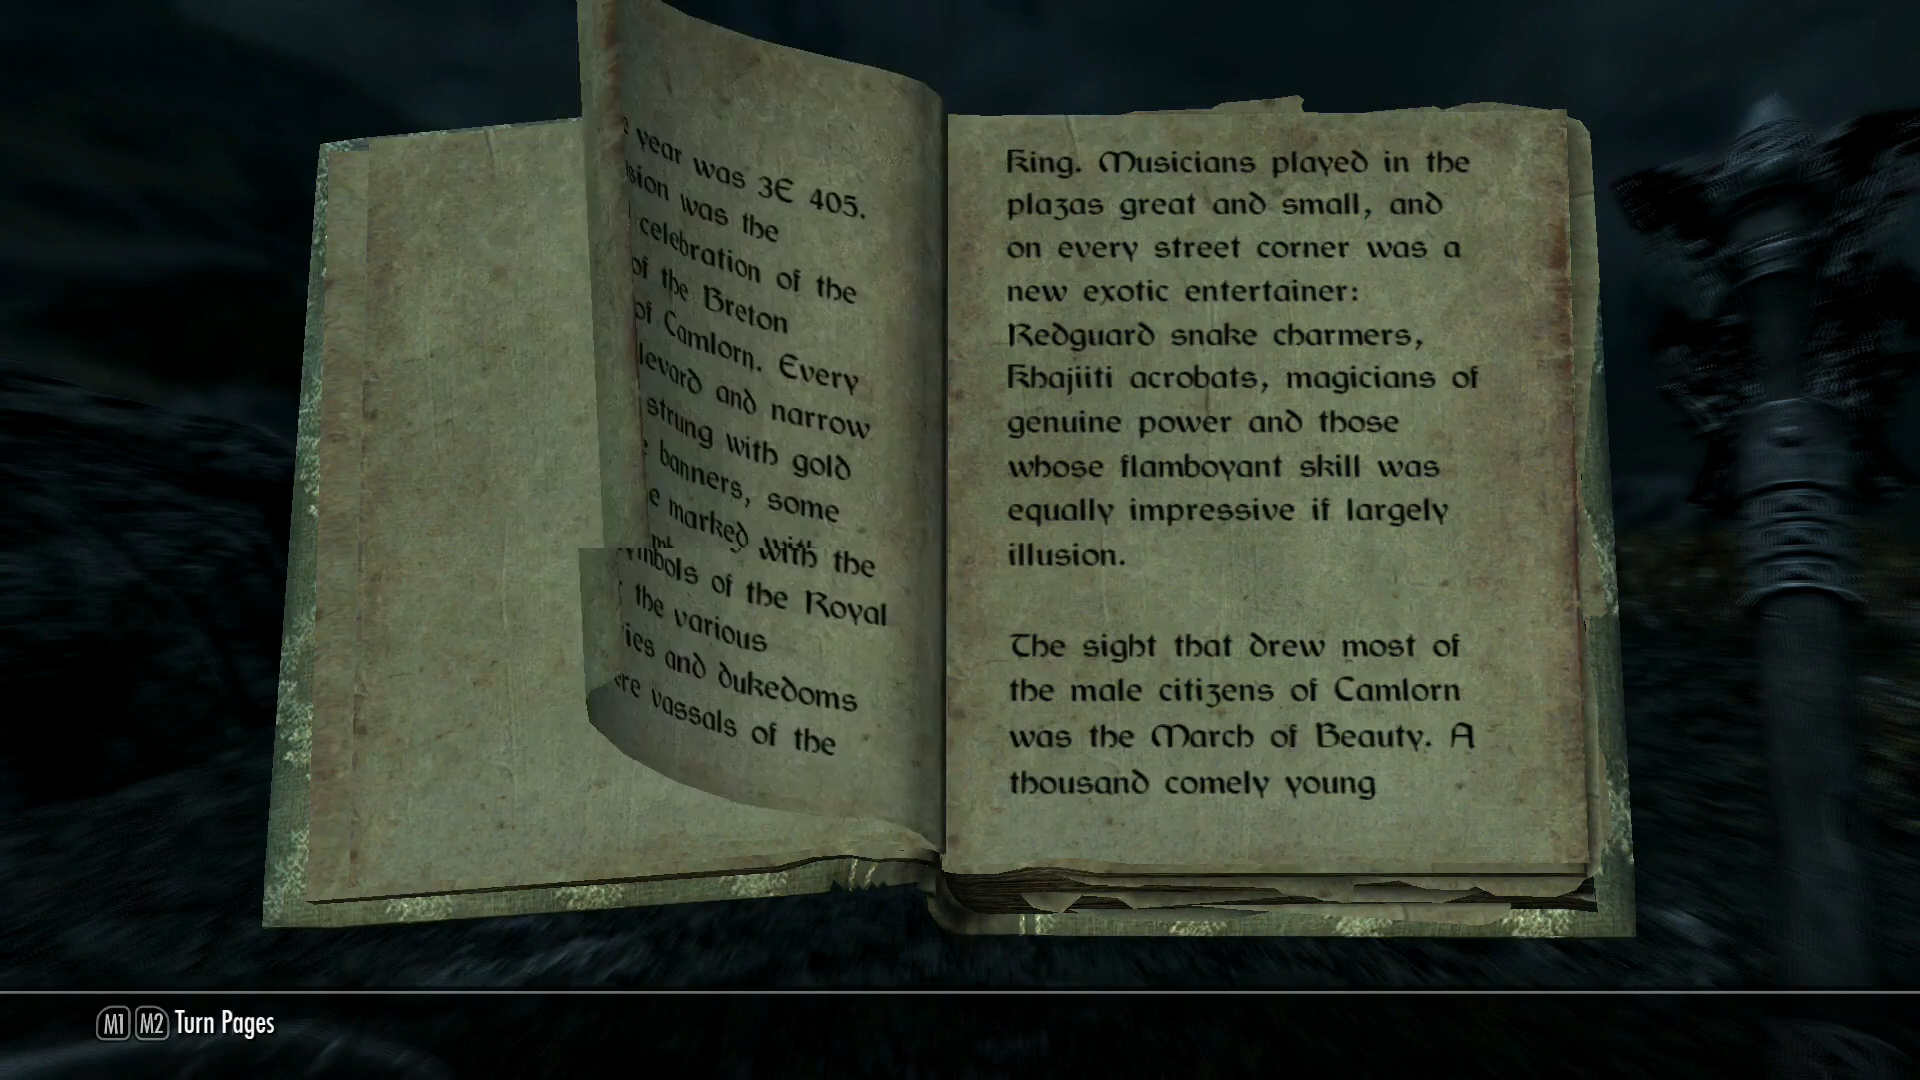 year was 3E 405.
was the
celebration of the
of the Breton
of Camlorn. Every
and narrow
strung with gold
banners, some
marked with the
of the Royal
the various
and dukedoms
vassals of the
King. Musicians played in the
plazas great and small, and
on every street corner was a
new exotic entertainer:
Redguard snake charmers,
Khajiiti acrobats, magicians of
genuine power and those
whose flamboyant skill was
equally impressive if largely
illusion.
The sight that drew most of
the male citizens of Camlorn
was the March of Beauty. A
thousand comely young
M1 M2 Turn Pages